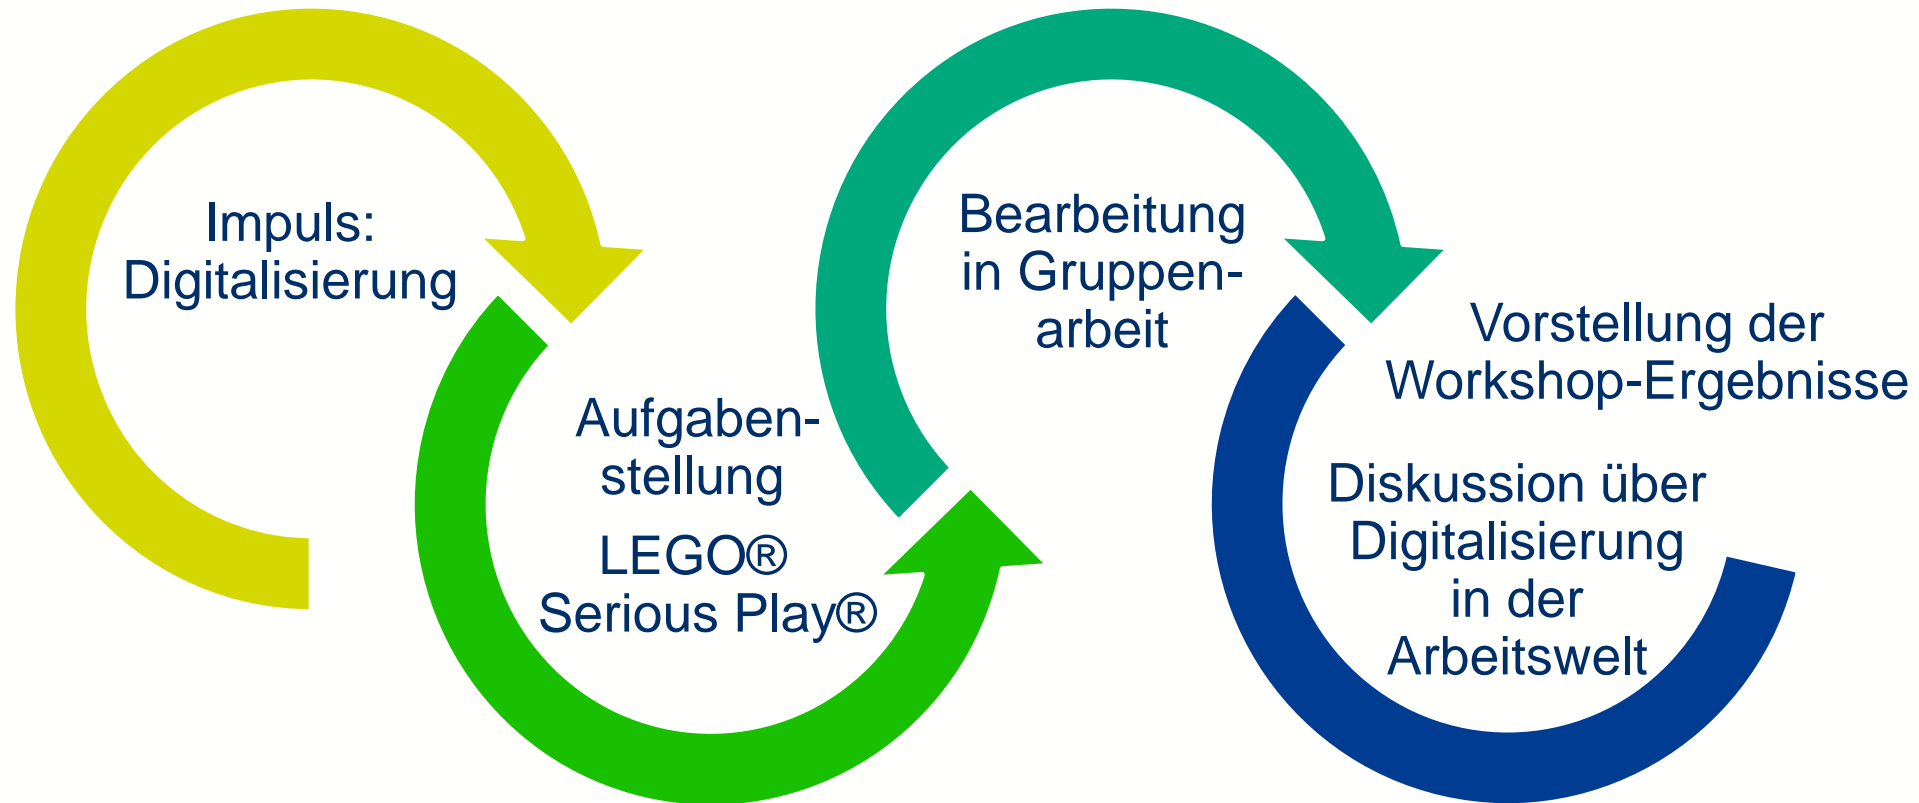 Impuls:
Digitalisierung
Aufgaben-
stellung
LEGO®
Serious Play®
Bearbeitung
in Gruppen-
arbeit
Vorstellung der
Workshop-Ergebnisse
Diskussion über
Digitalisierung
in der
Arbeitswelt